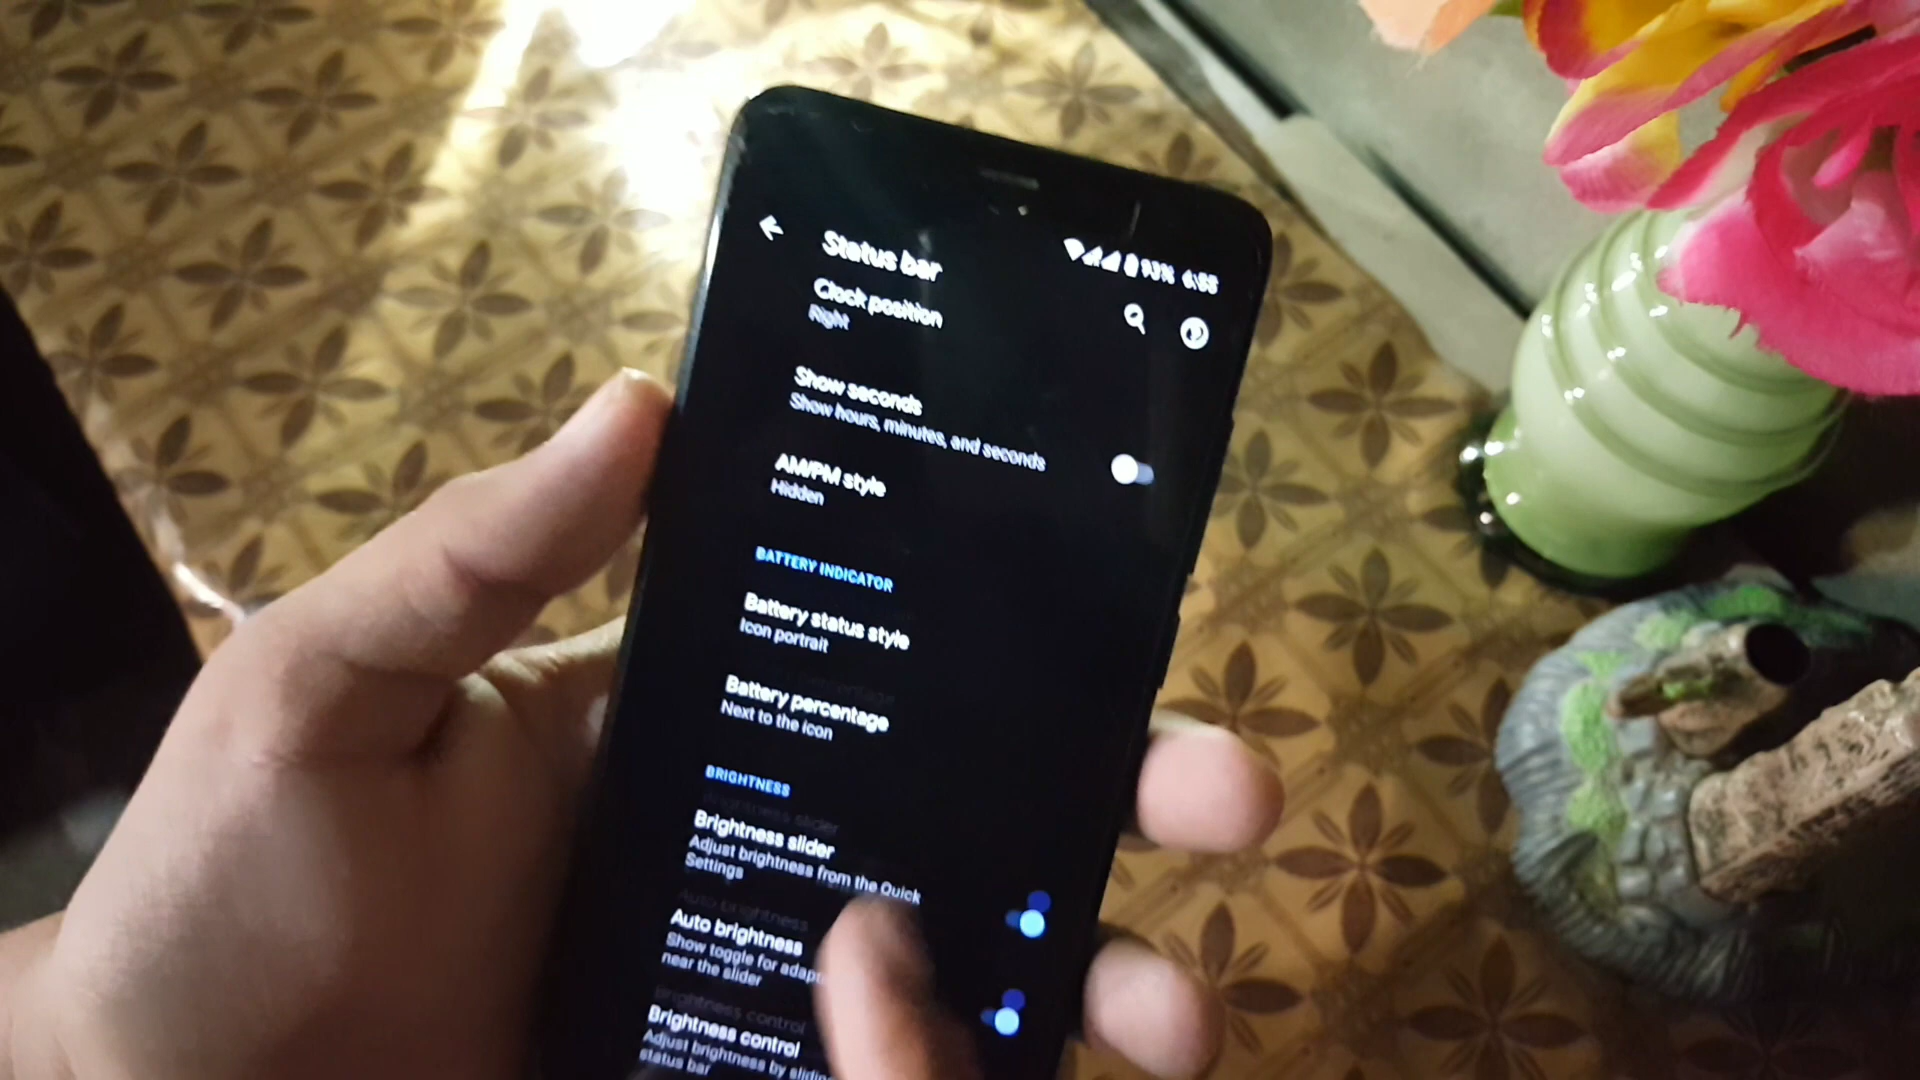 Status bar
93%
Clock position
Right
Show seconds
Show hours, minutes, and seconds
AM/PM style
Hidden
BATTERY INDICATOR
Battery status style
Icon portrait
Battery percentage
Next to the icon
BRIGHTNESS
Brightness slider
Adjust brightness from the Quick
Settings
Auto brightness
Show toggle for
near the slider
Brightness control
Adjust brightness by
status bar